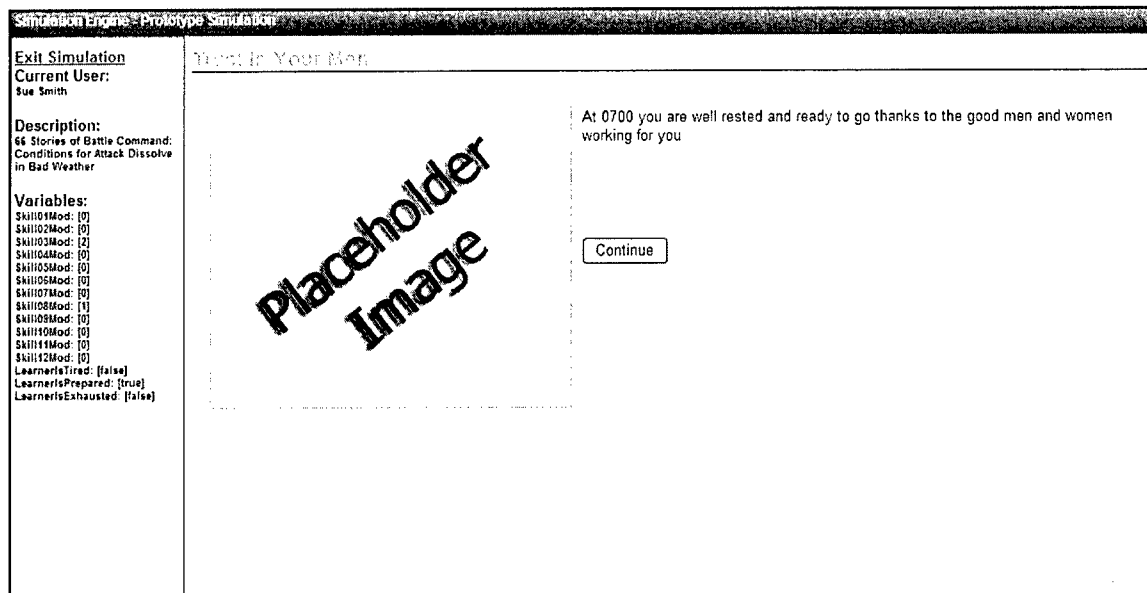 Simulation Engine - Prototype Simulation
Exit Simulation
Current User:
Sue Smith
Description:
66 Stories of Battle Command:
Conditions for Attack Dissolve
in Bad Weather
Variables:
Skill01Mod: [0]
Skill02Mod: [0]
Skill03Mod: [2]
Skill04Mod: [0]
Skill05Mod: [0]
Skill06Mod: [0]
Skill07Mod: [0]
Skill08Mod: [1]
Skill09Mod: [0]
Skill10Mod: [0]
Skill11Mod: [0]
Skill12Mod: [0]
LearnerIsTired: [false]
LearnerIsPrepared: [true]
LearnerIsExhausted: [false]
Trust In Your Men
Placeholder
Image
At 0700 you are well rested and ready to go thanks to the good men and women
working for you
Continue